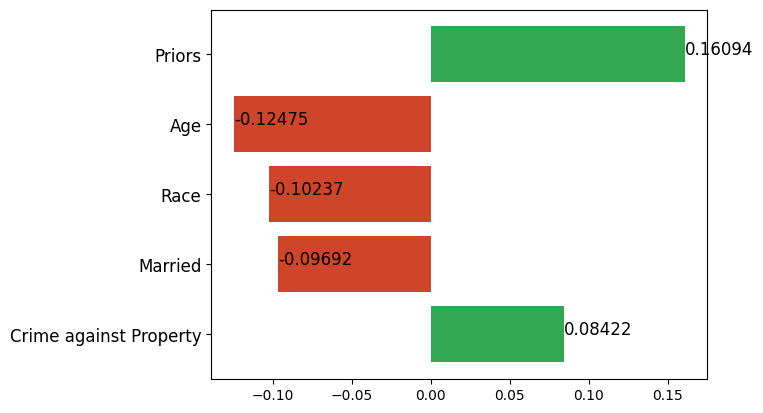 Priors
0.16094
Age
-0.12475
Race
-0.10237
Married
-0.09692
Crime against Property
0.08422
−0.10 −0.05 0.00 0.05 0.10 0.15